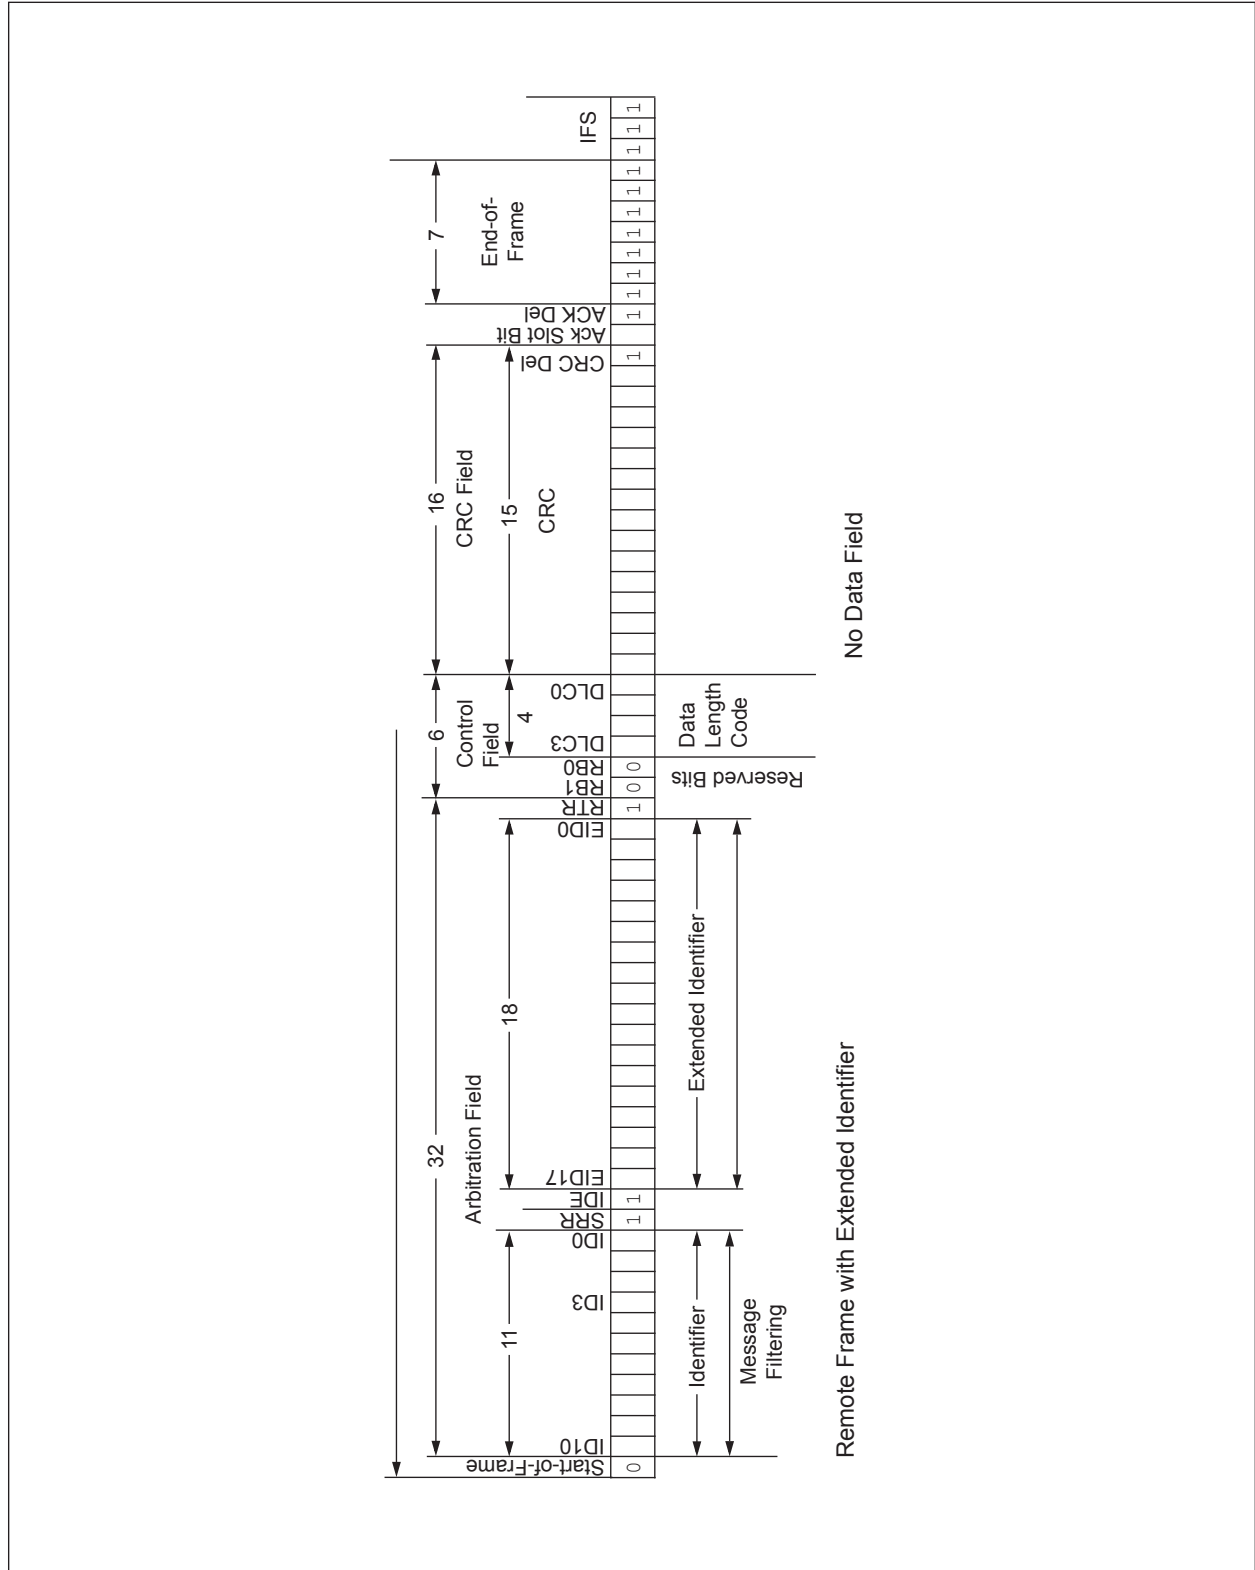 32
Arbitration Field
6
Control
Field
16
CRC Field
7
End-of-
Frame
IFS
11
18
4
15
CRC
Start-of-Frame
ID10
ID3
ID0
SRR
IDE
EID17
EID0
RTR
RB1
RB0
DLC3
DLC0
CRC Del
Ack Slot Bit
ACK Del
0 1 1 1 0 0 1 1 1 1 1 1 1 1 1 1 1 1
Identifier
Message
Filtering
Extended Identifier
Reserved Bits
Data
Length
Code
Remote Frame with Extended Identifier
No Data Field